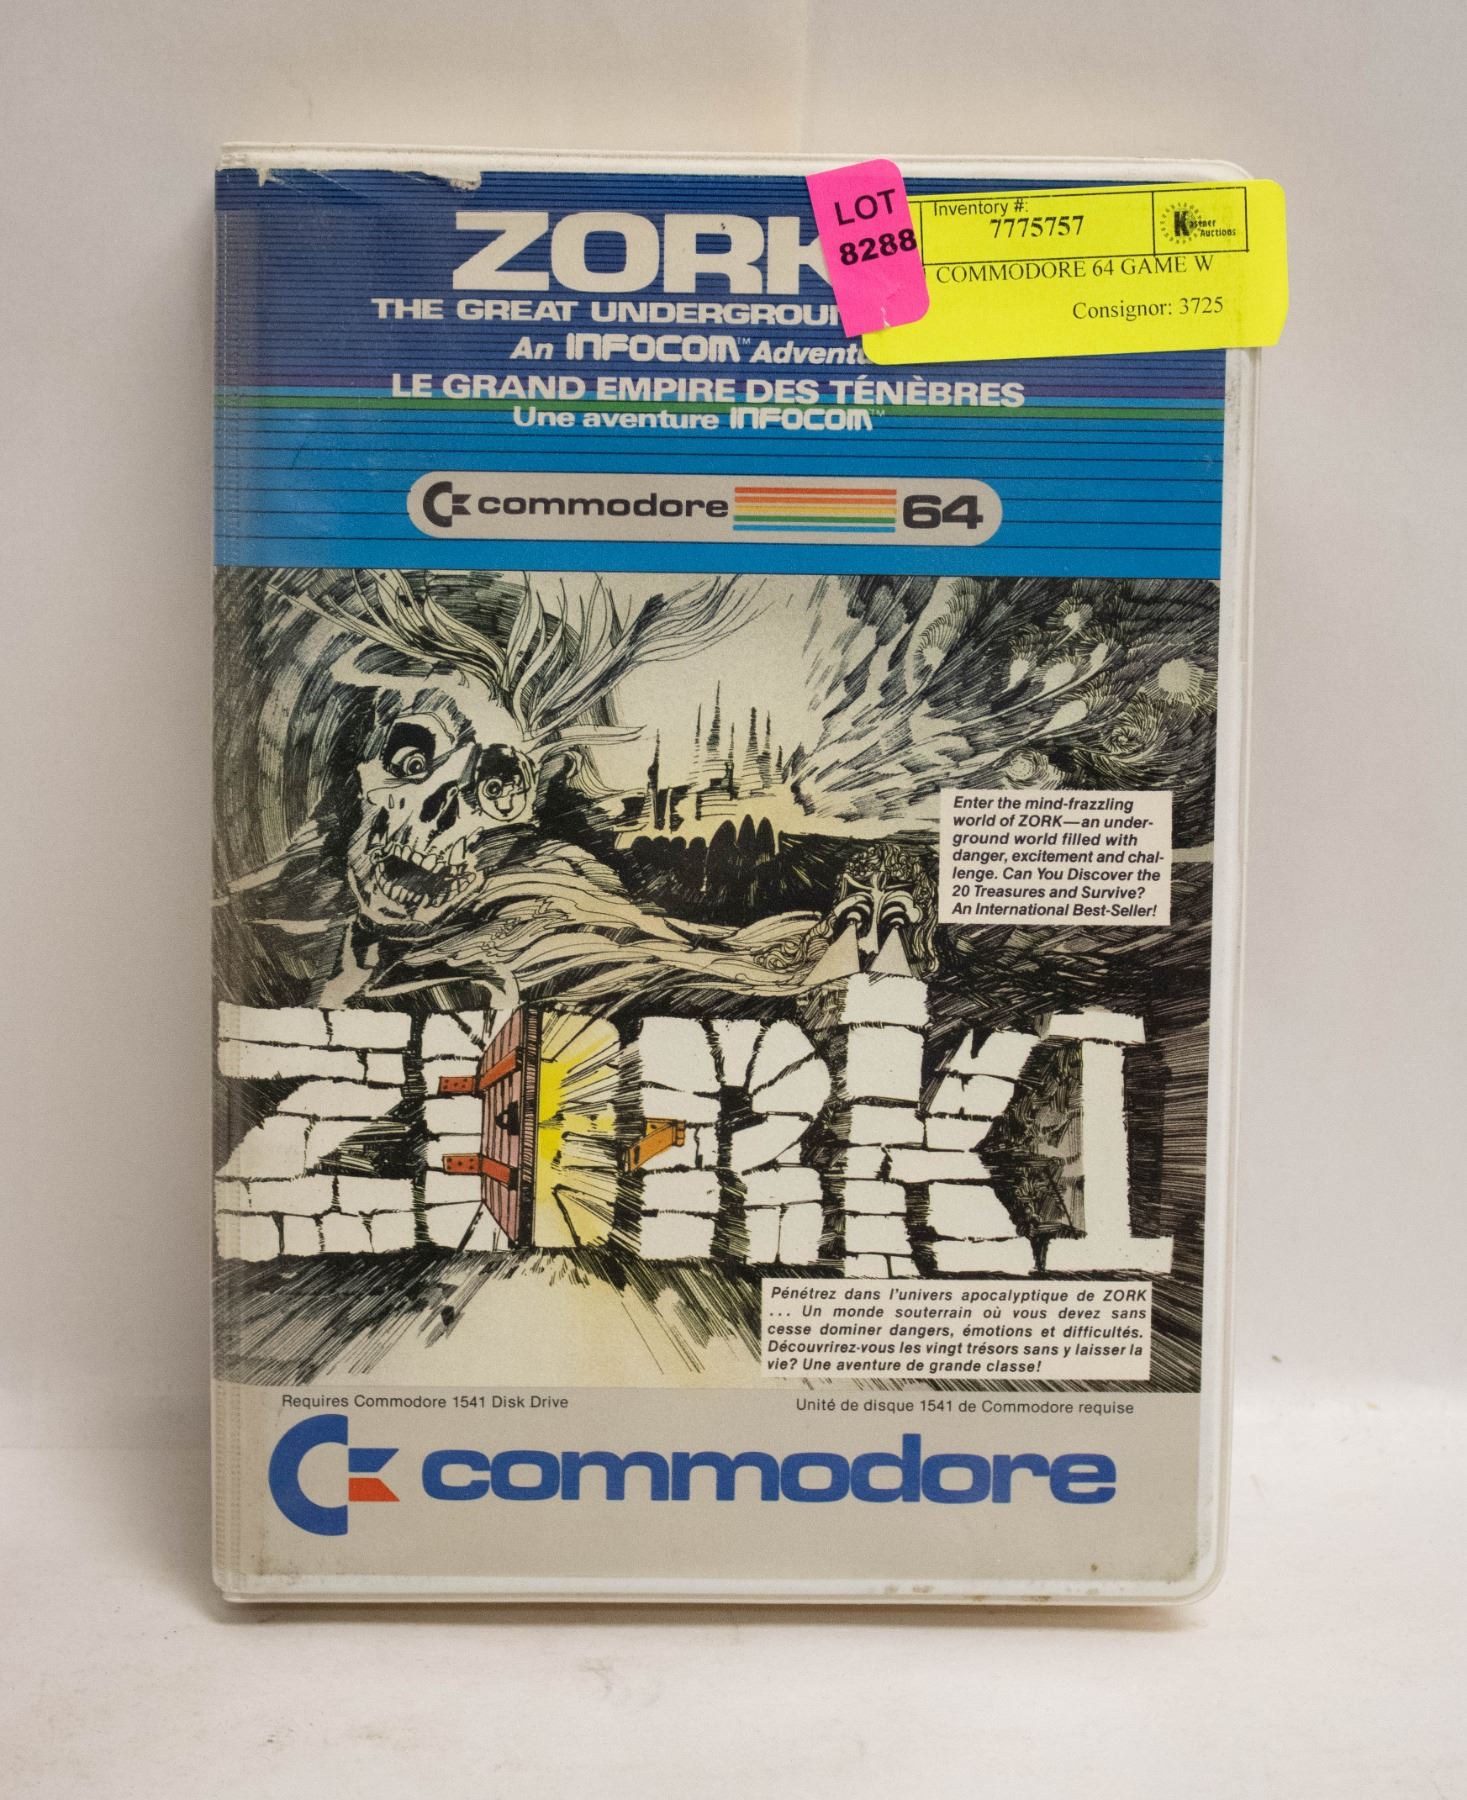 ZORK
LOT
8288
Inventory #:
7775757
Kastner
Auctions
COMMODORE 64 GAME W
Consignor: 3725
THE GREAT
An INFOCOM™
LE GRAND EMPIRE DES TÉNÈBRES
Une aventure INFOCOM™
commodore 64
Enter the mind-frazzling
world of ZORK—an under-
ground world filled with
danger, excitement and chal-
lenge. Can You Discover the
20 Treasures and Survive?
An International Best-Seller!
ZORK I
Pénétrez dans l'univers apocalyptique de ZORK
... Un monde souterrain où vous devez sans
cesse dominer dangers, émotions et difficultés.
Découvrirez-vous les vingt trésors sans y laisser la
vie? Une aventure de grande classe!
Requires Commodore 1541 Disk Drive
Unité de disque 1541 de Commodore requise
commodore